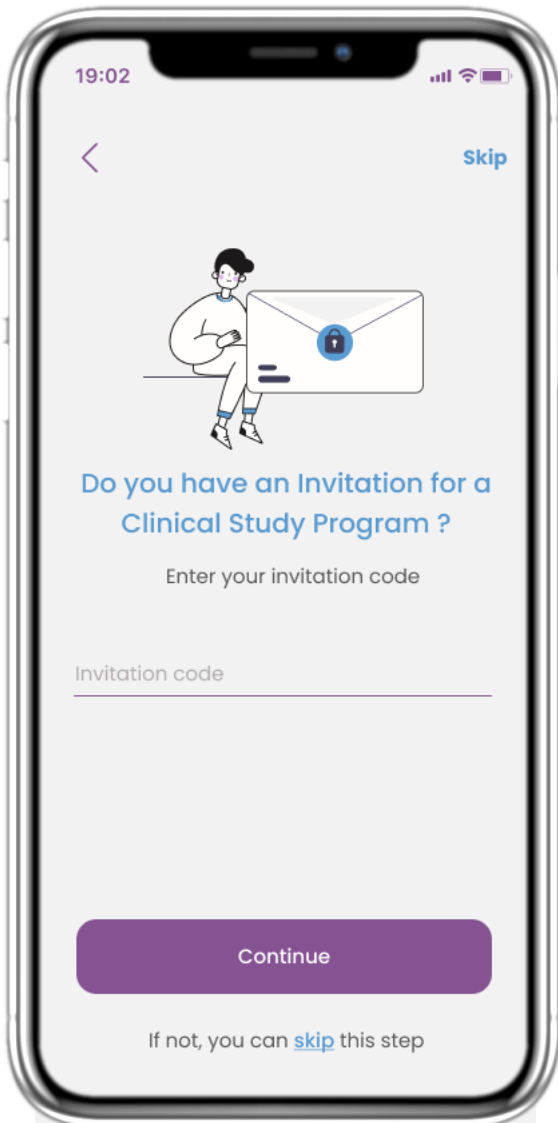 19:02
Skip
Do you have an Invitation for a
Clinical Study Program ?
Enter your invitation code
Invitation code
Continue
If not, you can skip this step